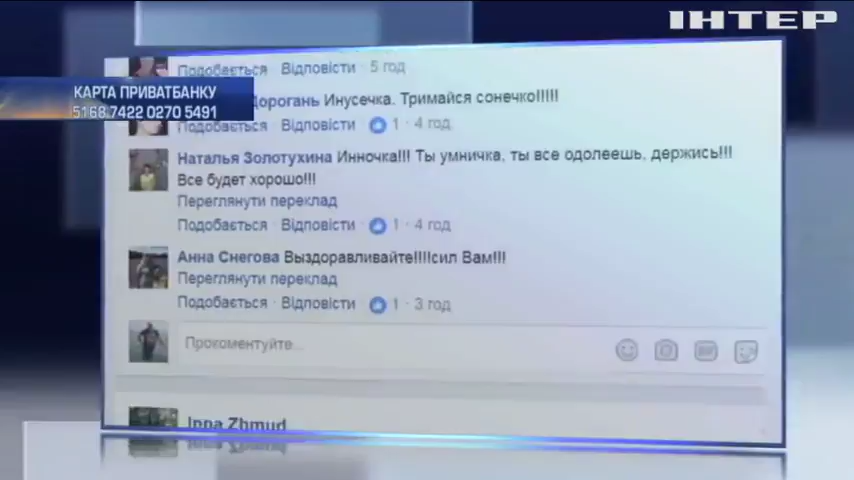 ІНТЕР
Подобається · Відповісти · 5 год
КАРТА ПРИВАТБАНКУ
5168 7422 0270 5491
Дорогань Инусечка. Тримайся сонечко!!!!!
Подобається · Відповісти · 1 · 4 год
Наталья Золотухина Инночка!!! Ты умничка, ты все одолеешь, держись!!!
Все будет хорошо!!!
Переглянути переклад
Подобається · Відповісти · 1 · 4 год
Анна Снегова Выздоравливайте!!!!сил Вам!!!
Переглянути переклад
Подобається · Відповісти · 1 · 3 год
Прокоментуйте...
Inna Zhmud